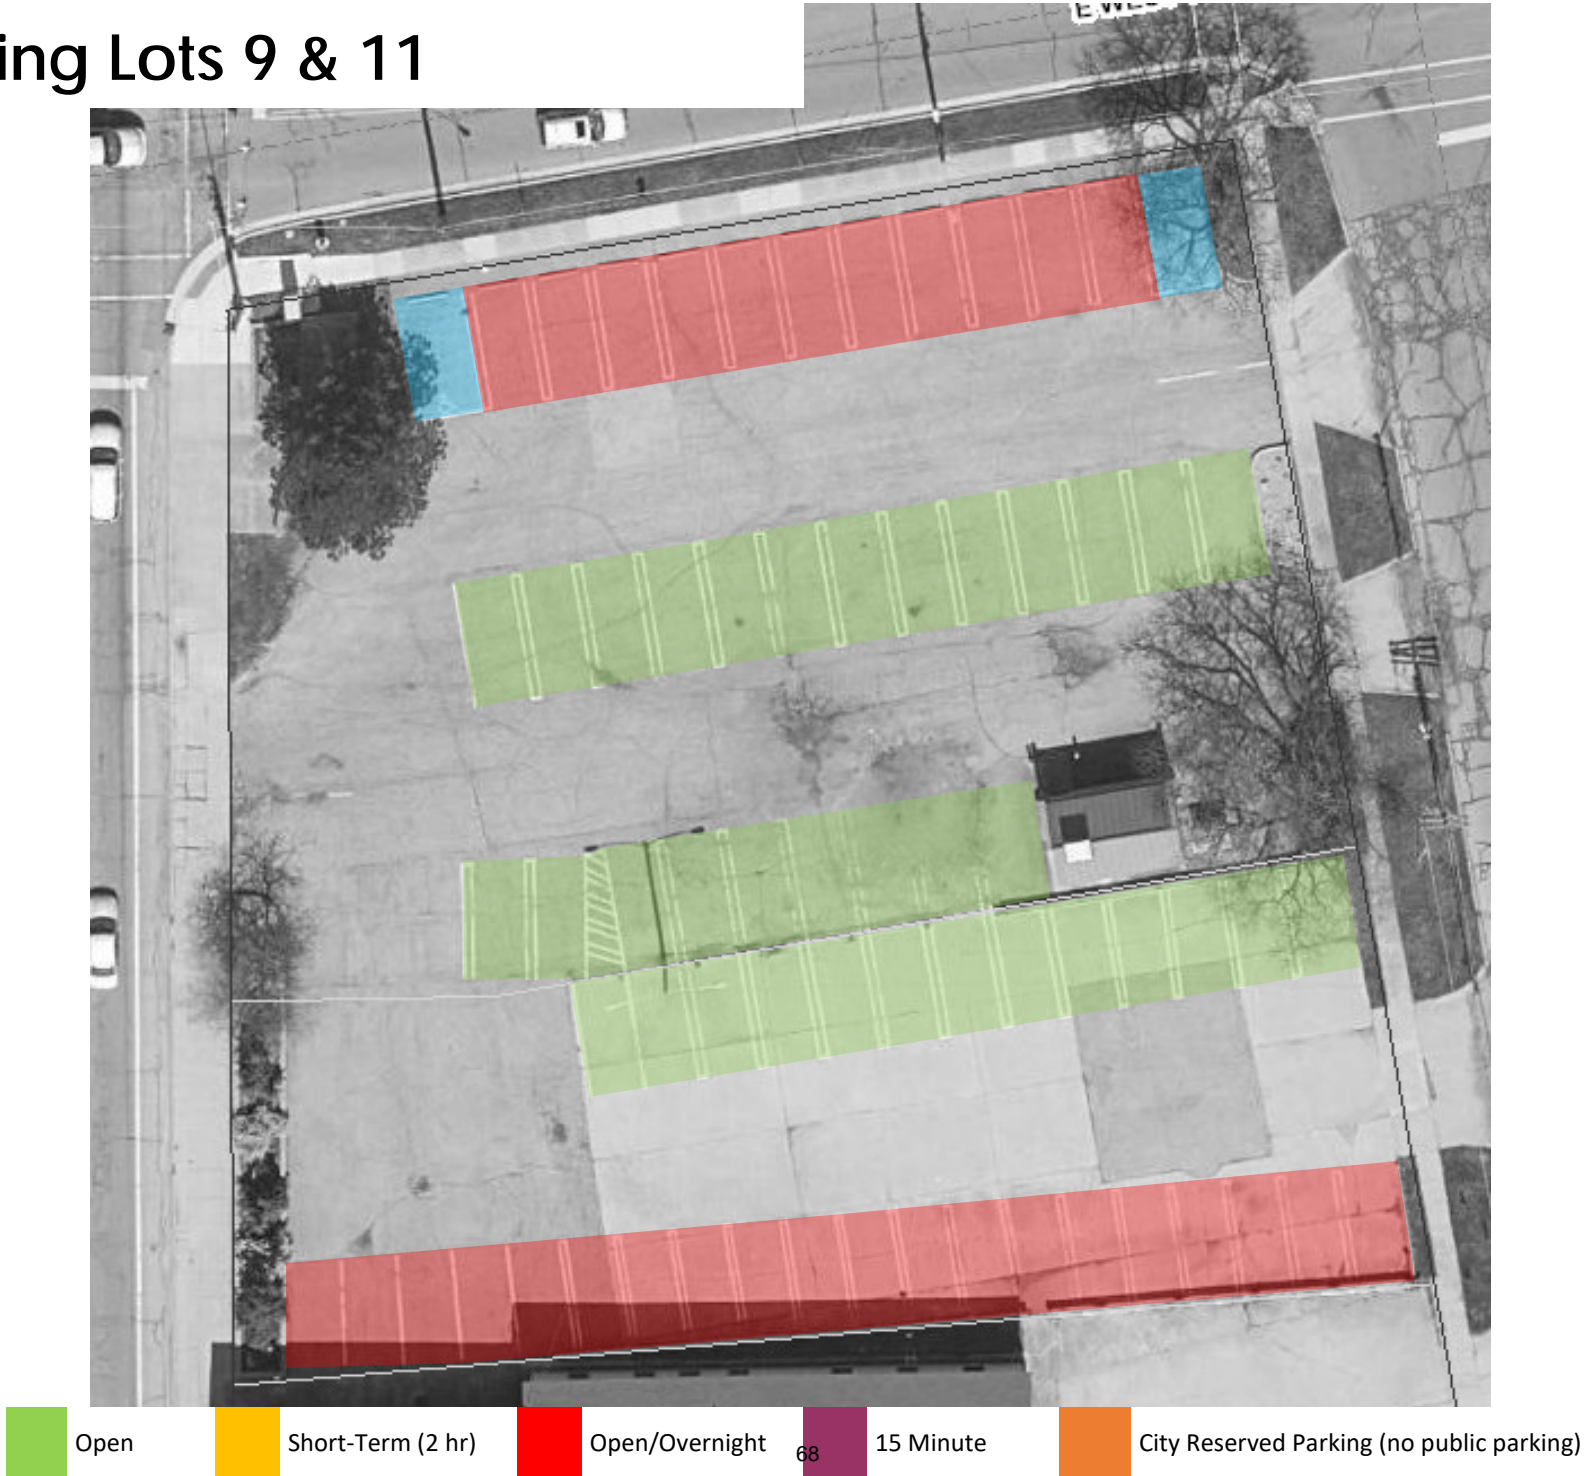 ing Lots 9 & 11
Open
Short-Term (2 hr)
Open/Overnight
68
15 Minute
City Reserved Parking (no public parking)